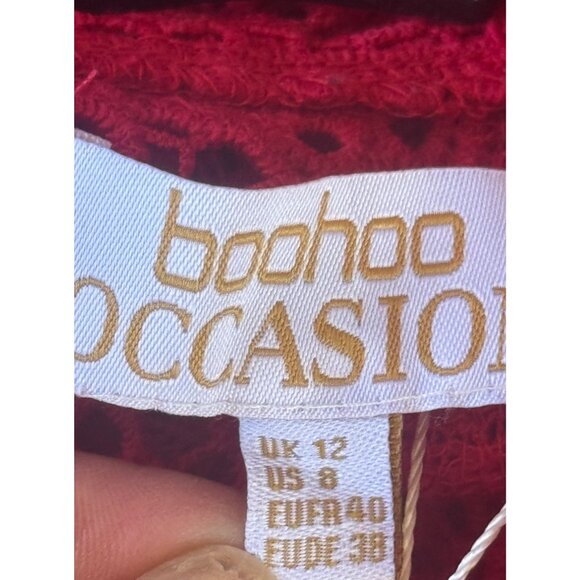 boohoo
OCCASION
UK 12
US 8
EUFR 40
EUDE 38